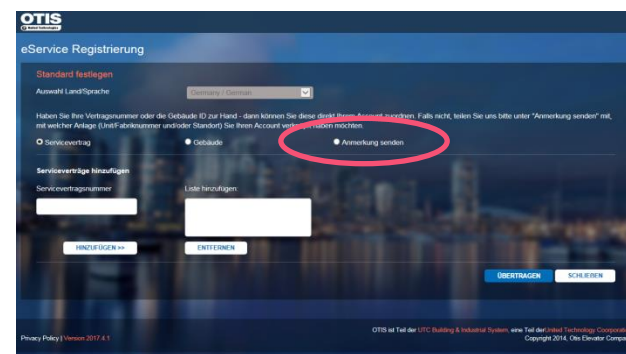 OTIS
United Technologies
eService Registrierung
Standard festlegen
Auswahl Land/Sprache
Germany / German
Haben Sie Ihre Vertragsnummer oder die Gebäude ID zur Hand - dann können Sie diese direkt Ihrem Account zuordnen. Falls nicht, teilen Sie uns bitte unter "Anmerkung senden" mit,
mit welcher Anlage (Unit/Fabriknummer und/oder Standort) Sie Ihren Account verknüpft haben möchten.
Servicevertrag
Gebäude
Anmerkung senden
Serviceverträge hinzufügen
Servicevertragsnummer
Liste hinzufügen:
HINZUFÜGEN >>
ENTFERNEN
ÜBERTRAGEN
SCHLIEßEN
OTIS ist Teil der UTC Building & Industrial System, eine Teil der United Technology Coorporati
Privacy Policy | Version 2017.4.1
Copyright 2014, Otis Elevator Compa